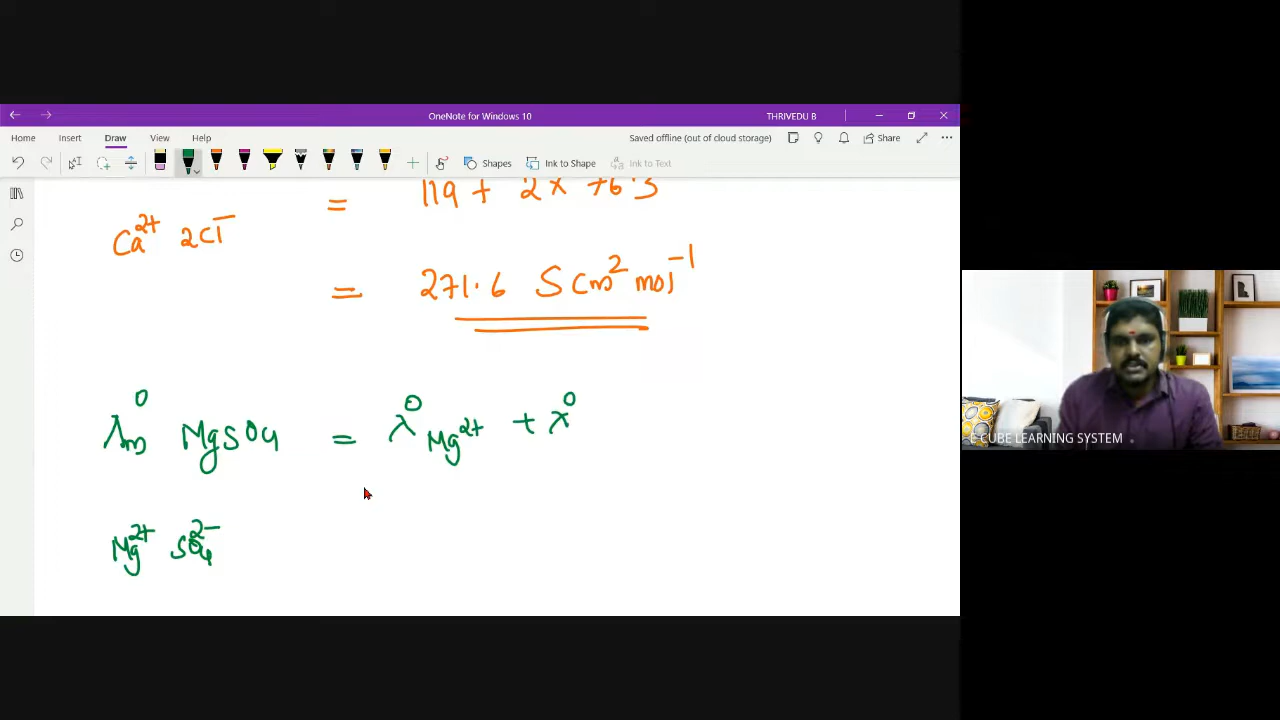 OneNote for Windows 10
THRIVEDU B
Home Insert Draw View Help
Saved offline (out of cloud storage)
Share
Shapes Ink to Shape Ink to Text
= 119 + 2 x 76.3
Ca²⁺ 2Cl⁻
= 271.6 S cm² mol⁻¹
λ⁰m MgSO₄ = λ⁰ Mg²⁺ + λ⁰
Mg²⁺ SO₄²⁻
E CUBE LEARNING SYSTEM